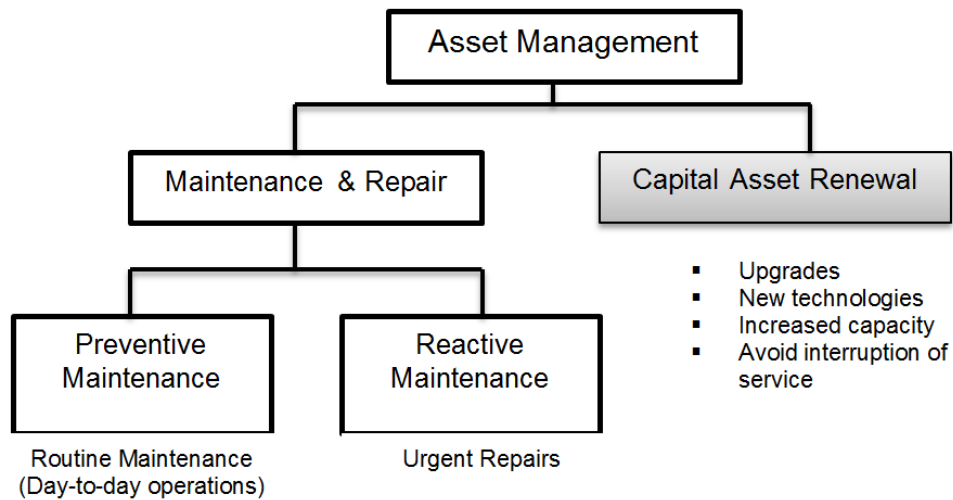 Asset Management
Maintenance & Repair
Capital Asset Renewal
▪ Upgrades
▪ New technologies
▪ Increased capacity
▪ Avoid interruption of
service
Preventive
Maintenance
Reactive
Maintenance
Routine Maintenance
(Day-to-day operations)
Urgent Repairs